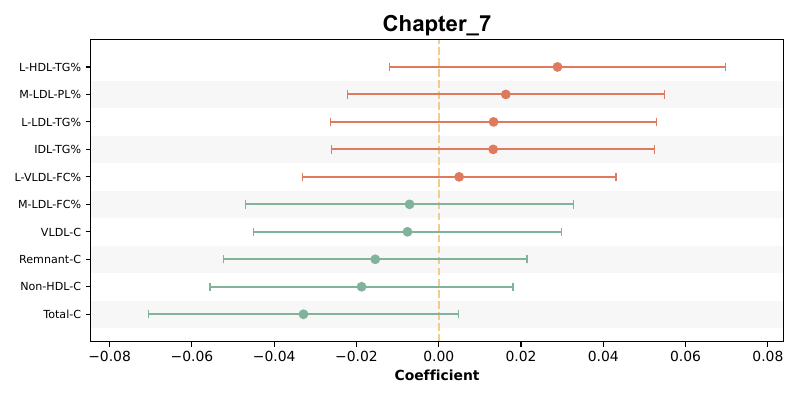 Chapter_7
L-HDL-TG%
M-LDL-PL%
L-LDL-TG%
IDL-TG%
L-VLDL-FC%
M-LDL-FC%
VLDL-C
Remnant-C
Non-HDL-C
Total-C
−0.08 −0.06 −0.04 −0.02 0.00 0.02 0.04 0.06 0.08
Coefficient